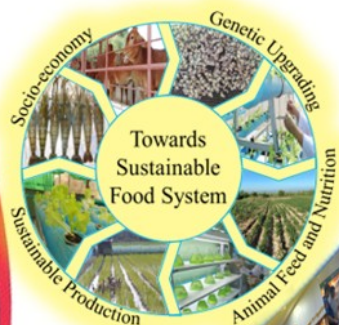 Socio-economy
Genetic Upgrading
Towards
Sustainable
Food System
Sustainable Production
Animal Feed and Nutrition